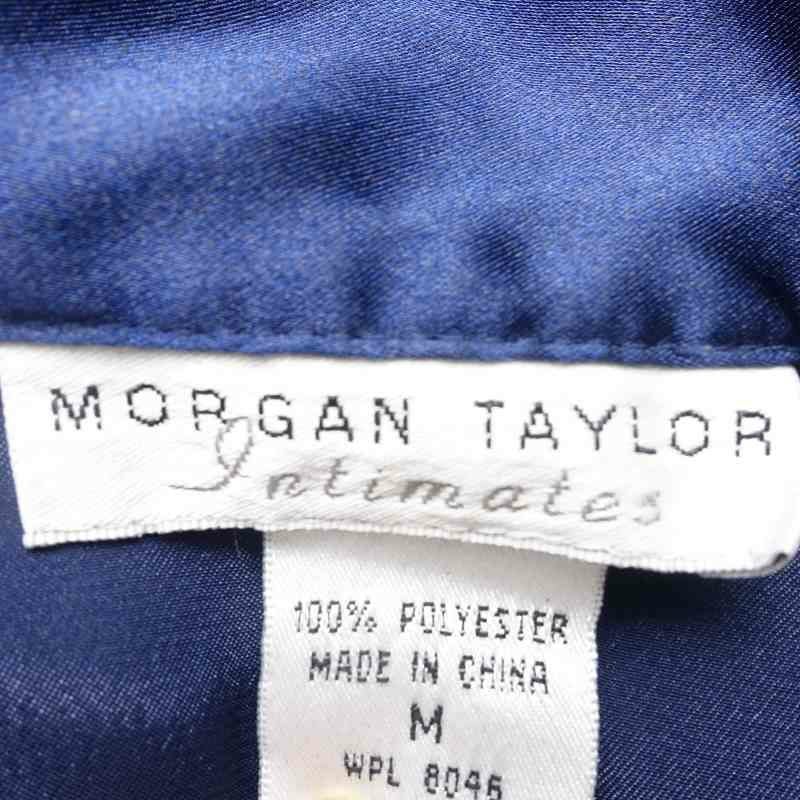 MORGAN TAYLOR
Intimates
100% POLYESTER
MADE IN CHINA
M
WPL 8046